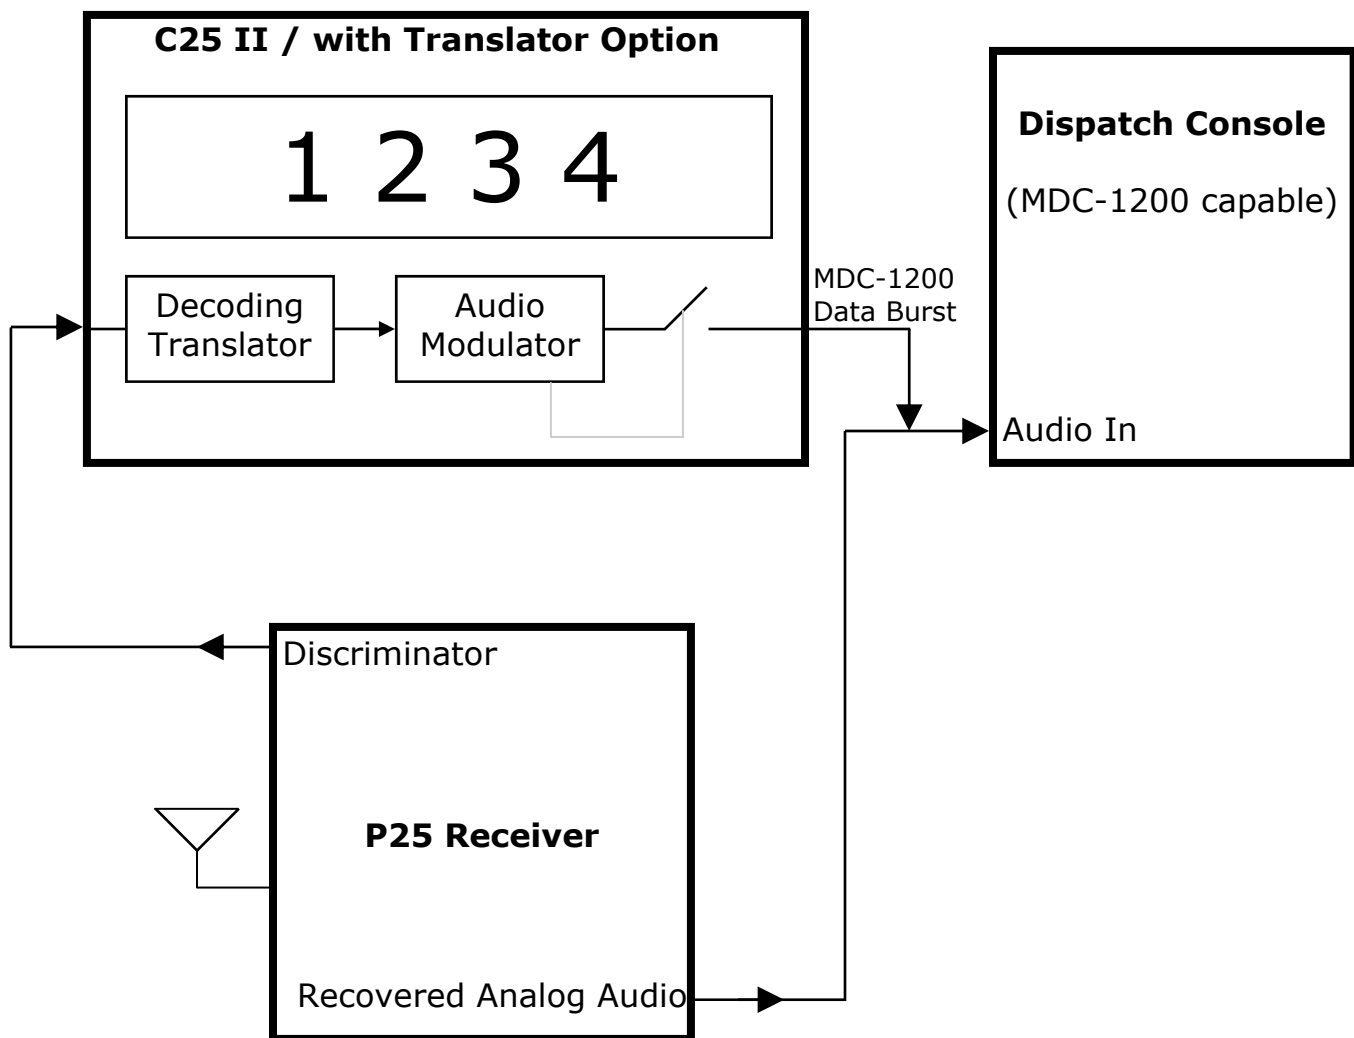 C25 II / with Translator Option
1 2 3 4
Decoding
Translator
Audio
Modulator
MDC-1200
Data Burst
Dispatch Console
(MDC-1200 capable)
Audio In
Discriminator
P25 Receiver
Recovered Analog Audio